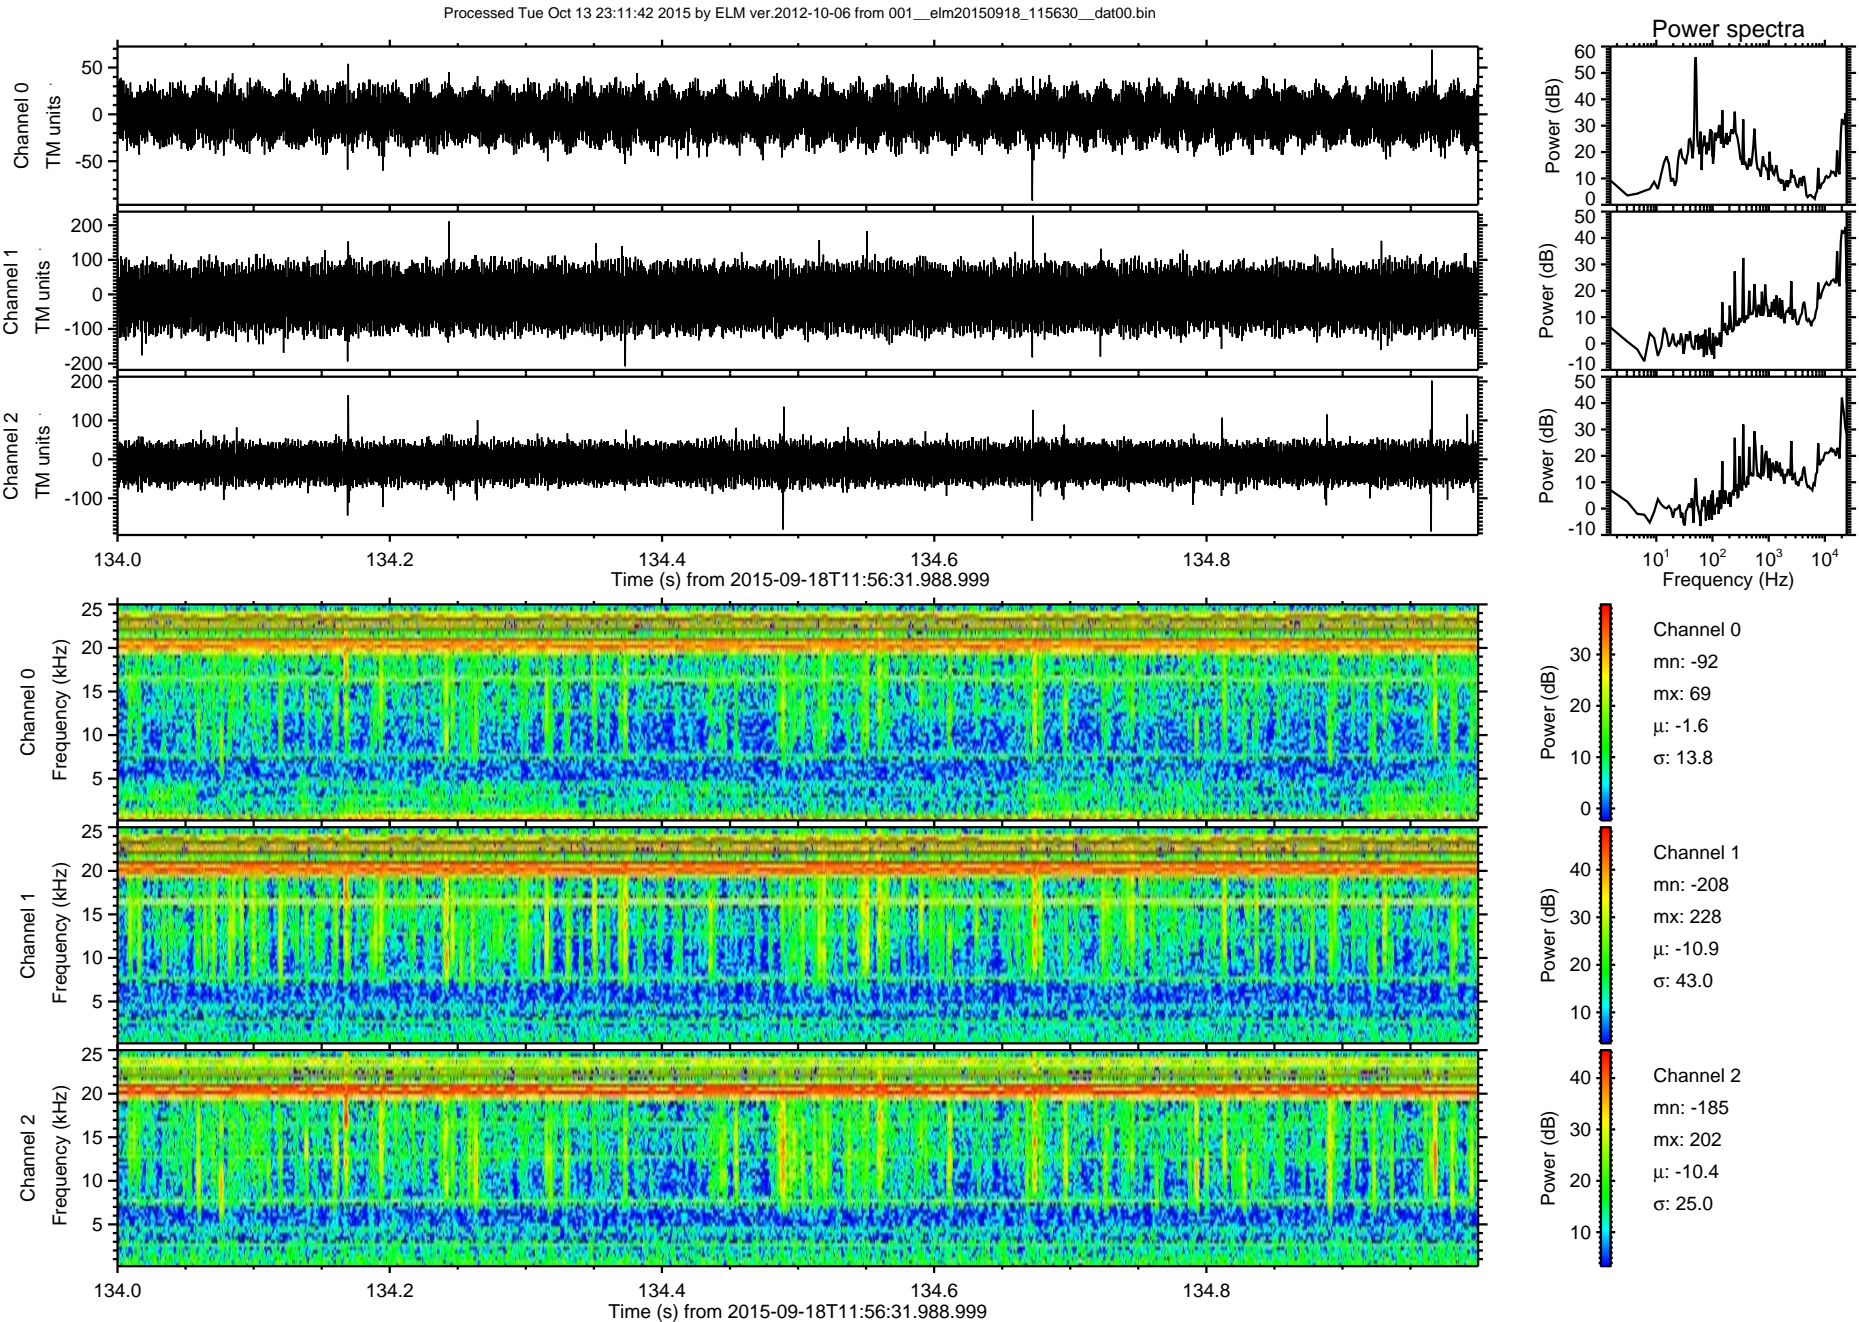 Processed Tue Oct 13 23:11:42 2015 by ELM ver.2012-10-06 from 001__elm20150918_115630__dat00.bin
Power spectra
Channel 0
TM units
50
0
-50
Power (dB)
60
50
40
30
20
10
0
Channel 1
TM units
200
100
0
-100
-200
Power (dB)
50
40
30
20
10
0
-10
Channel 2
TM units
200
100
0
-100
Power (dB)
50
40
30
20
10
0
-10
134.0 134.2 134.4 134.6 134.8
Time (s) from 2015-09-18T11:56:31.988.999
10¹ 10² 10³ 10⁴
Frequency (Hz)
Channel 0
Frequency (kHz)
25
20
15
10
5
Power (dB)
30
20
10
0
Channel 0
mn: -92
mx: 69
μ: -1.6
σ: 13.8
Channel 1
Frequency (kHz)
25
20
15
10
5
Power (dB)
40
30
20
10
Channel 1
mn: -208
mx: 228
μ: -10.9
σ: 43.0
Channel 2
Frequency (kHz)
25
20
15
10
5
Power (dB)
40
30
20
10
Channel 2
mn: -185
mx: 202
μ: -10.4
σ: 25.0
134.0 134.2 134.4 134.6 134.8
Time (s) from 2015-09-18T11:56:31.988.999